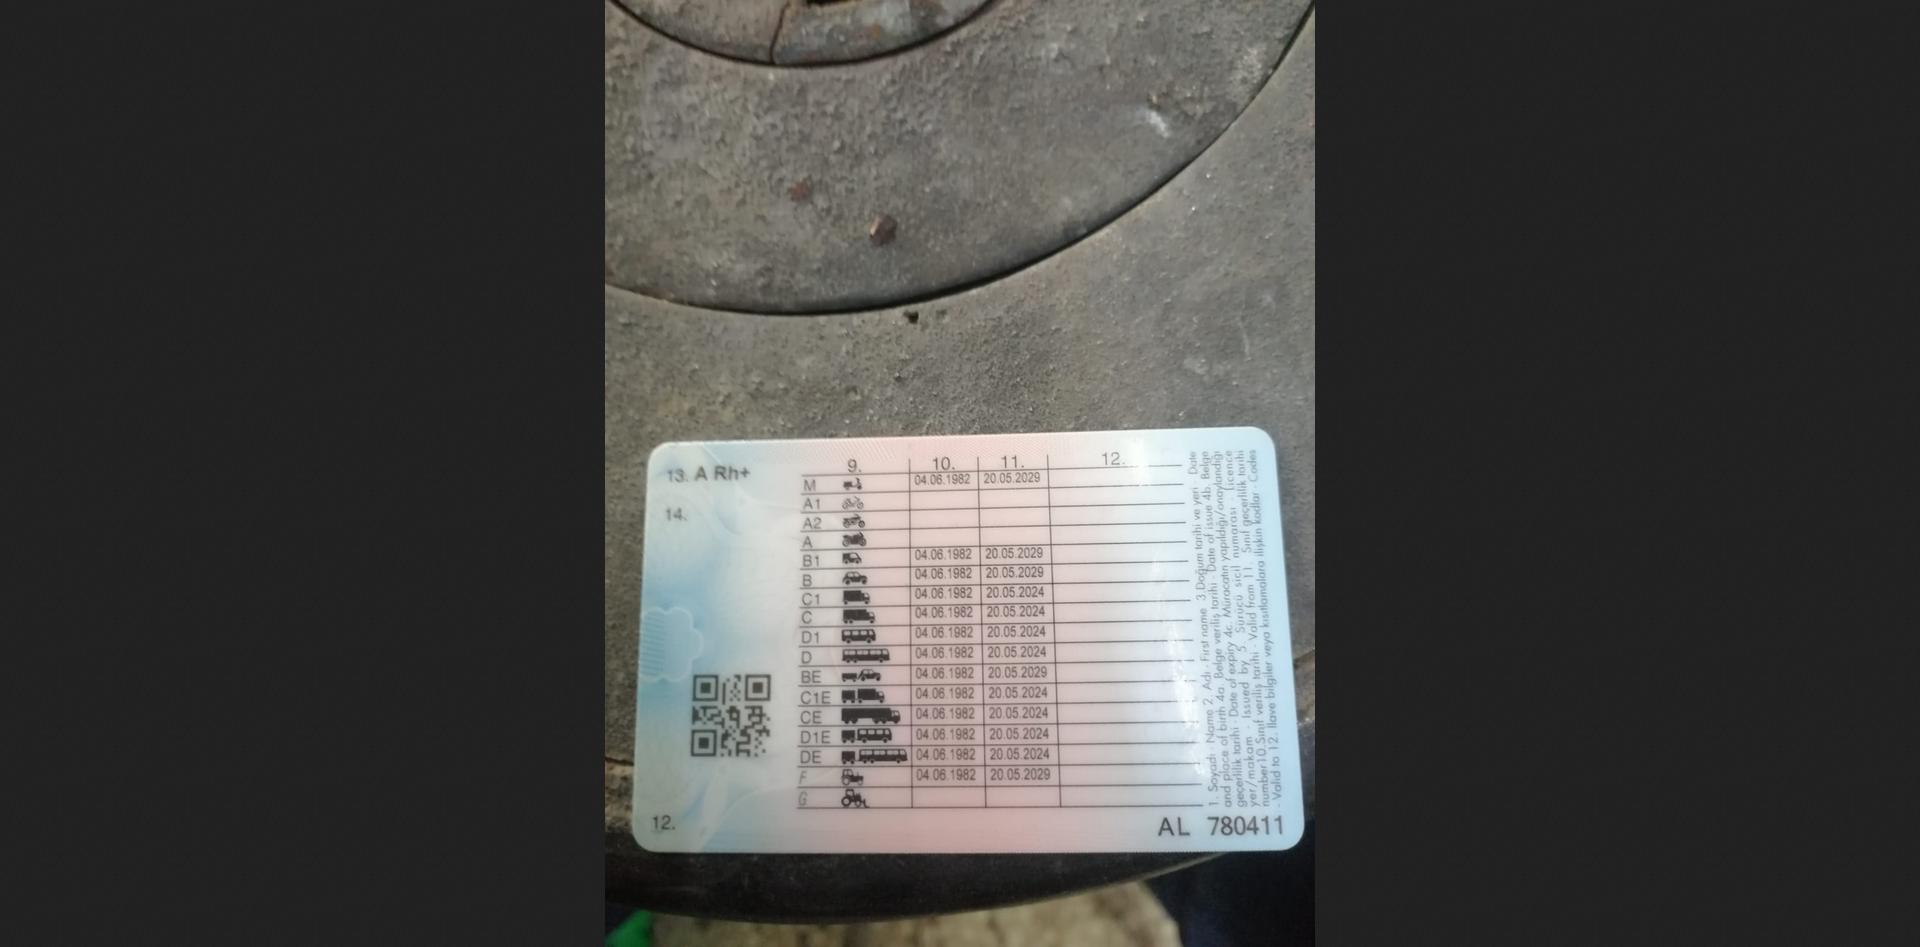 13. A Rh+
14.
9. 10. 11. 12.
M 04.06.1982 20.05.2029
A1
A2
A
B1 04.06.1982 20.05.2029
B 04.06.1982 20.05.2029
C1 04.06.1982 20.05.2024
C 04.06.1982 20.05.2024
D1 04.06.1982 20.05.2024
D 04.06.1982 20.05.2024
BE 04.06.1982 20.05.2029
C1E 04.06.1982 20.05.2024
CE 04.06.1982 20.05.2024
D1E 04.06.1982 20.05.2024
DE 04.06.1982 20.05.2024
F 04.06.1982 20.05.2029
G
12.
1. Soyadı - Name 2. Adı - First name 3.Doğum tarihi ve yeri - Date
and place of birth 4a. Belge veriliş tarihi - Date of issue 4b. Belge
geçerlilik tarihi - Date of expiry 4c. Müracatın yapıldığı/onaylandığı
yer/makam - Issued by 5. Sürücü sicil numarası - Licence
number10.Sınıf veriliş tarihi - Valid from 11. Sınıf geçerlilik tarihi
- Valid to 12. İlave bilgiler veya kısıtlamalara ilişkin kodlar - Codes
AL 780411